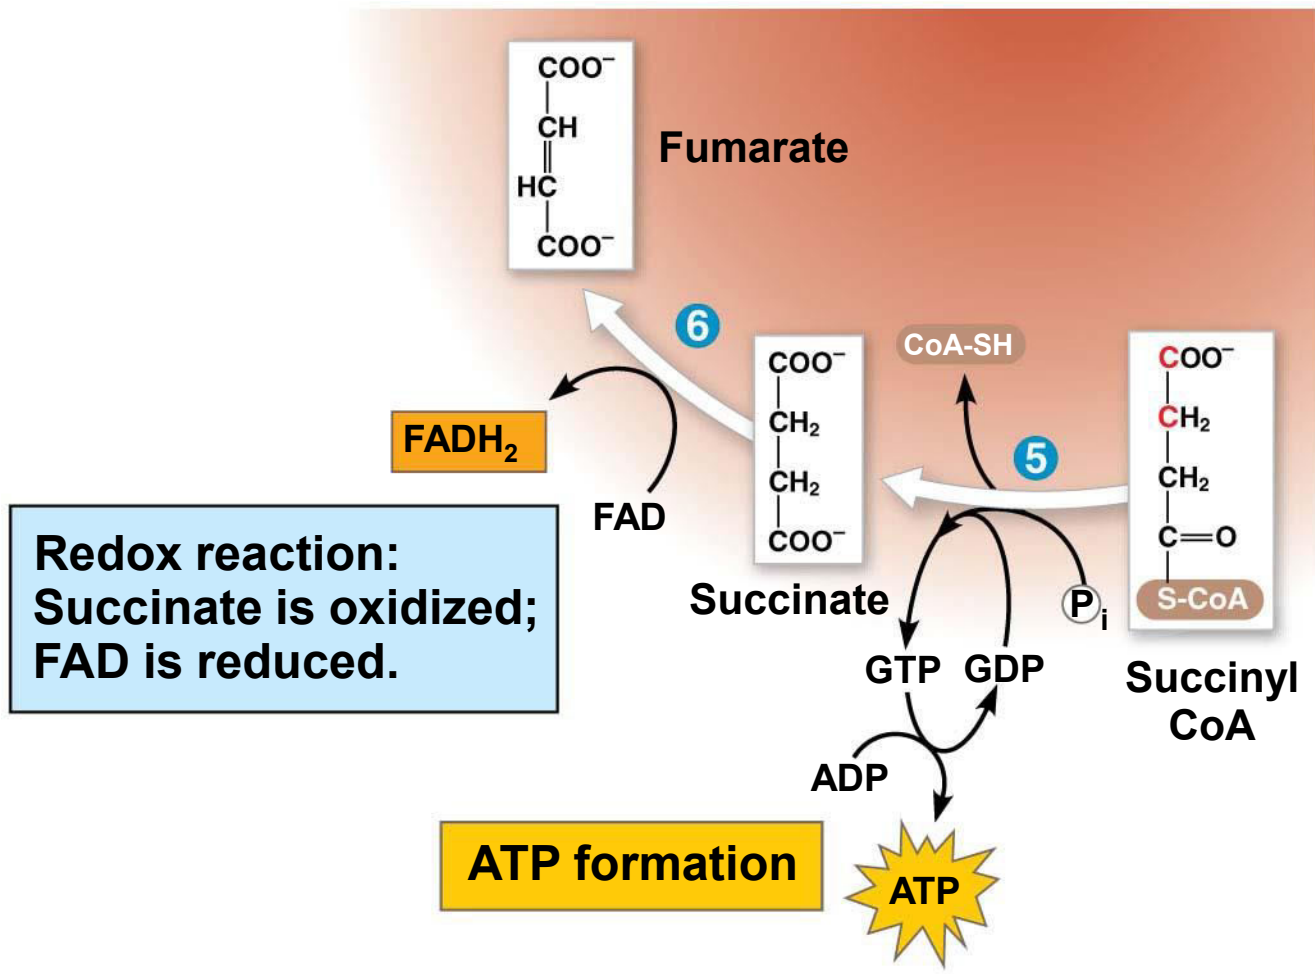 COO⁻
CH
HC
COO⁻
Fumarate
6
CoA-SH
COO⁻
CH₂
CH₂
COO⁻
Succinate
COO⁻
CH₂
CH₂
C=O
S-CoA
Succinyl
CoA
5
FADH₂
FAD
Redox reaction:
Succinate is oxidized;
FAD is reduced.
Pᵢ
GTP GDP
ADP
ATP formation
ATP